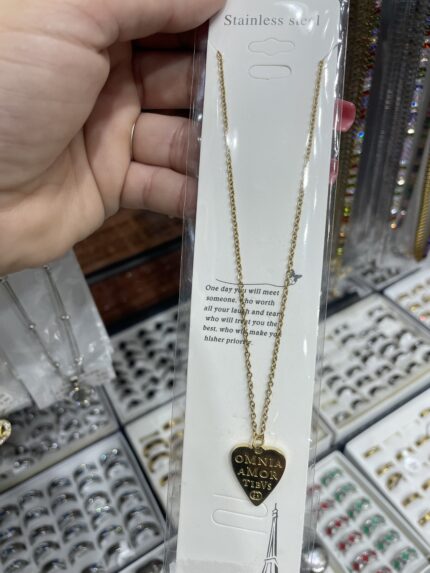 Stainless steel
One day you will meet
someone, who worth
all your laugh and tears
who will treat you the
best, who will make you
his/her priority.
OMNIA
AMOR
TIBVS